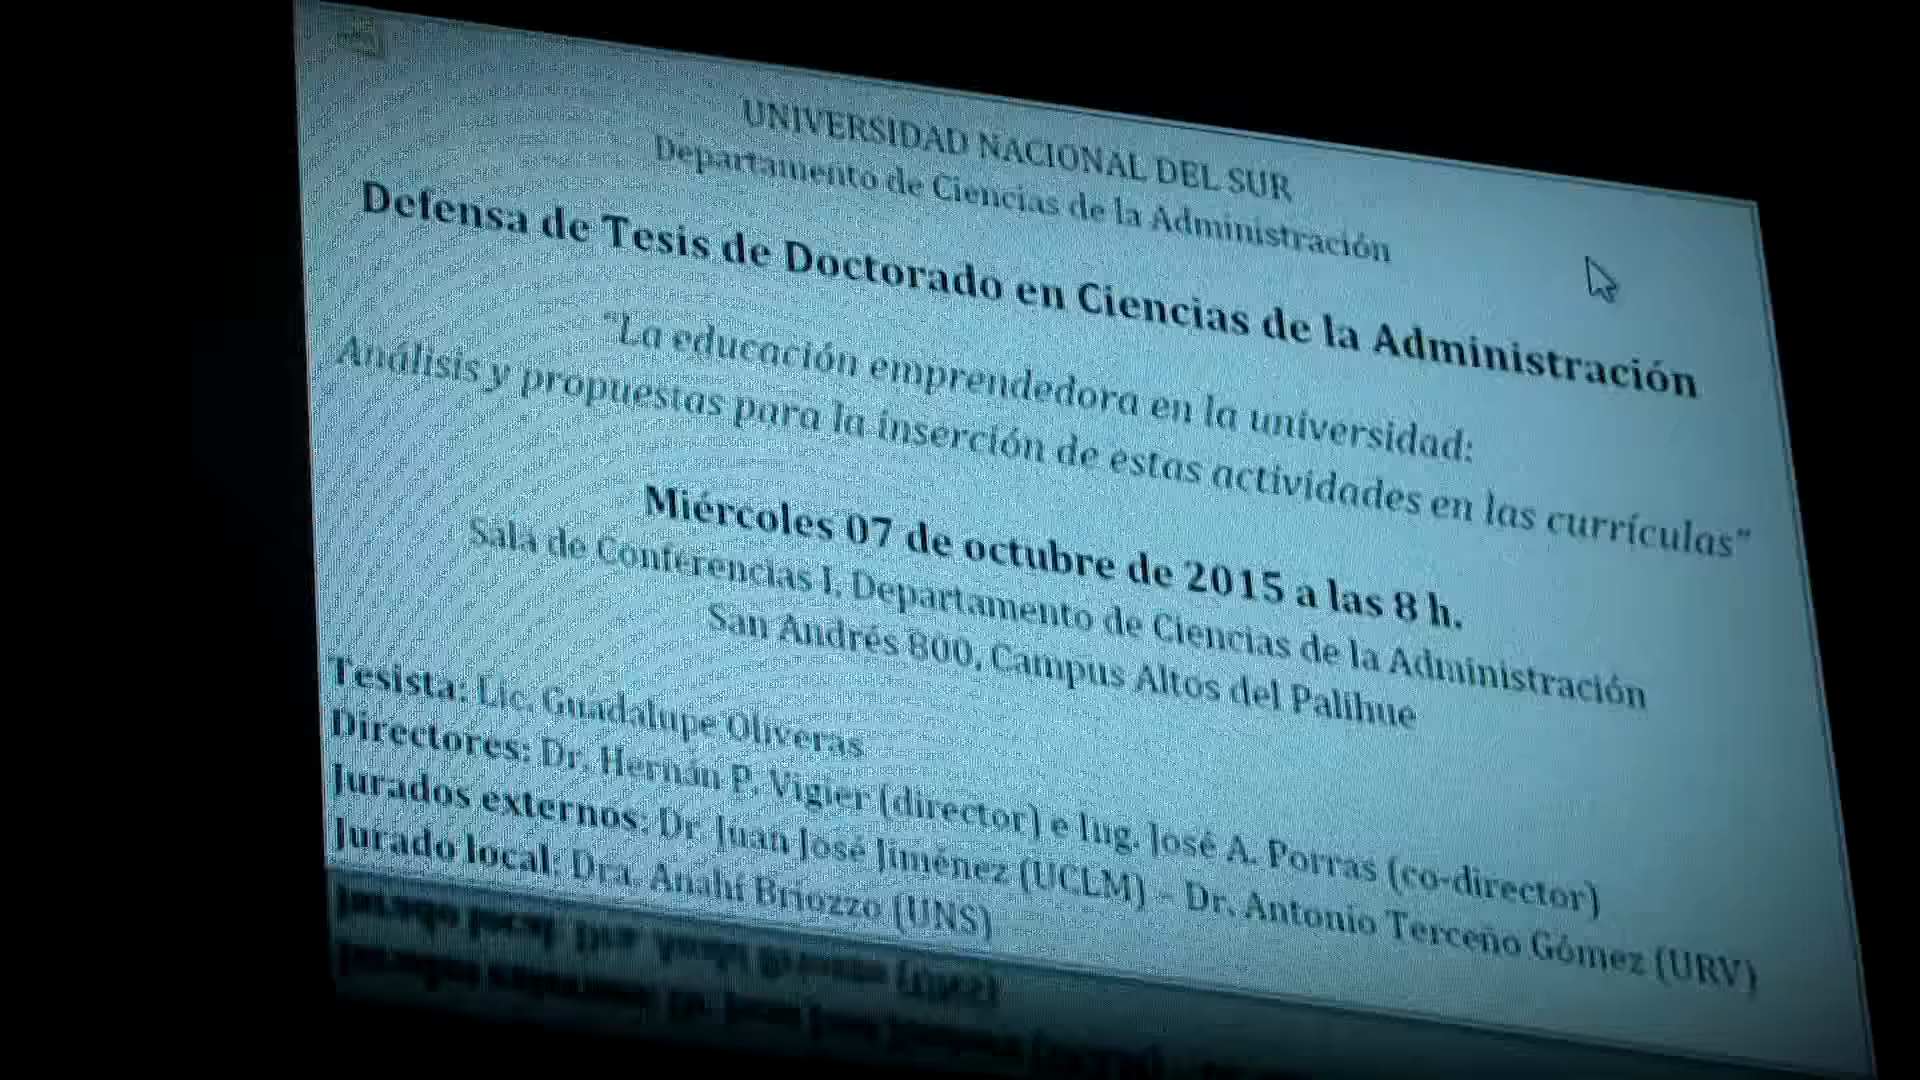 UNIVERSIDAD NACIONAL DEL SUR
Departamento de Ciencias de la Administración
Defensa de Tesis de Doctorado en Ciencias de la Administración
"La educación emprendedora en la universidad:
Análisis y propuestas para la inserción de estas actividades en las currículas"
Miércoles 07 de octubre de 2015 a las 8 h.
Sala de Conferencias I, Departamento de Ciencias de la Administración
San Andrés 800, Campus Altos del Palihue
Tesista: Lic. Guadalupe Oliveras
Directores: Dr. Hernán P. Vigier (director) e Ing. José A. Porras (co-director)
Jurados externos: Dr. Juan José Jiménez (UCLM) - Dr. Antonio Terceño Gómez (URV)
Jurado local: Dra. Anahí Briozzo (UNS)